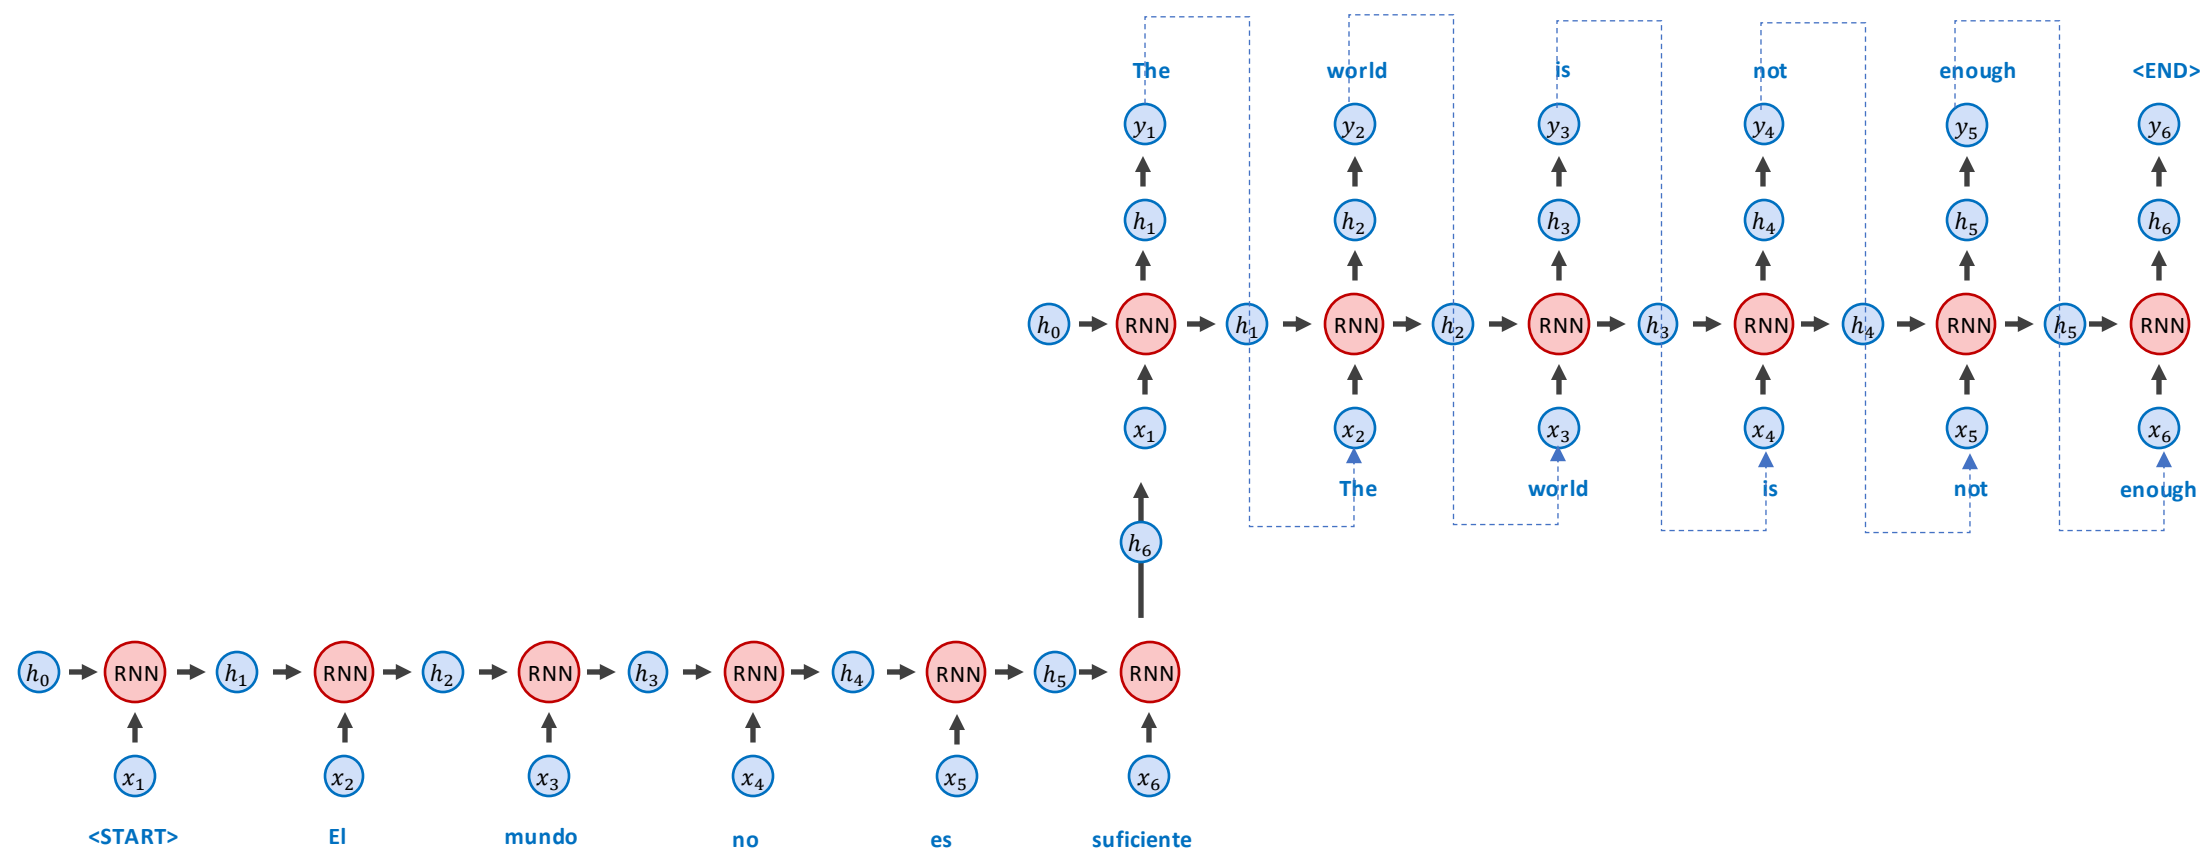 The world is not enough <END>
y₁ y₂ y₃ y₄ y₅ y₆
h₁ h₂ h₃ h₄ h₅ h₆
h₀ RNN h₁ RNN h₂ RNN h₃ RNN h₄ RNN h₅ RNN
x₁ x₂ x₃ x₄ x₅ x₆
The world is not enough
h₆
h₀ RNN h₁ RNN h₂ RNN h₃ RNN h₄ RNN h₅ RNN
x₁ x₂ x₃ x₄ x₅ x₆
<START> El mundo no es suficiente